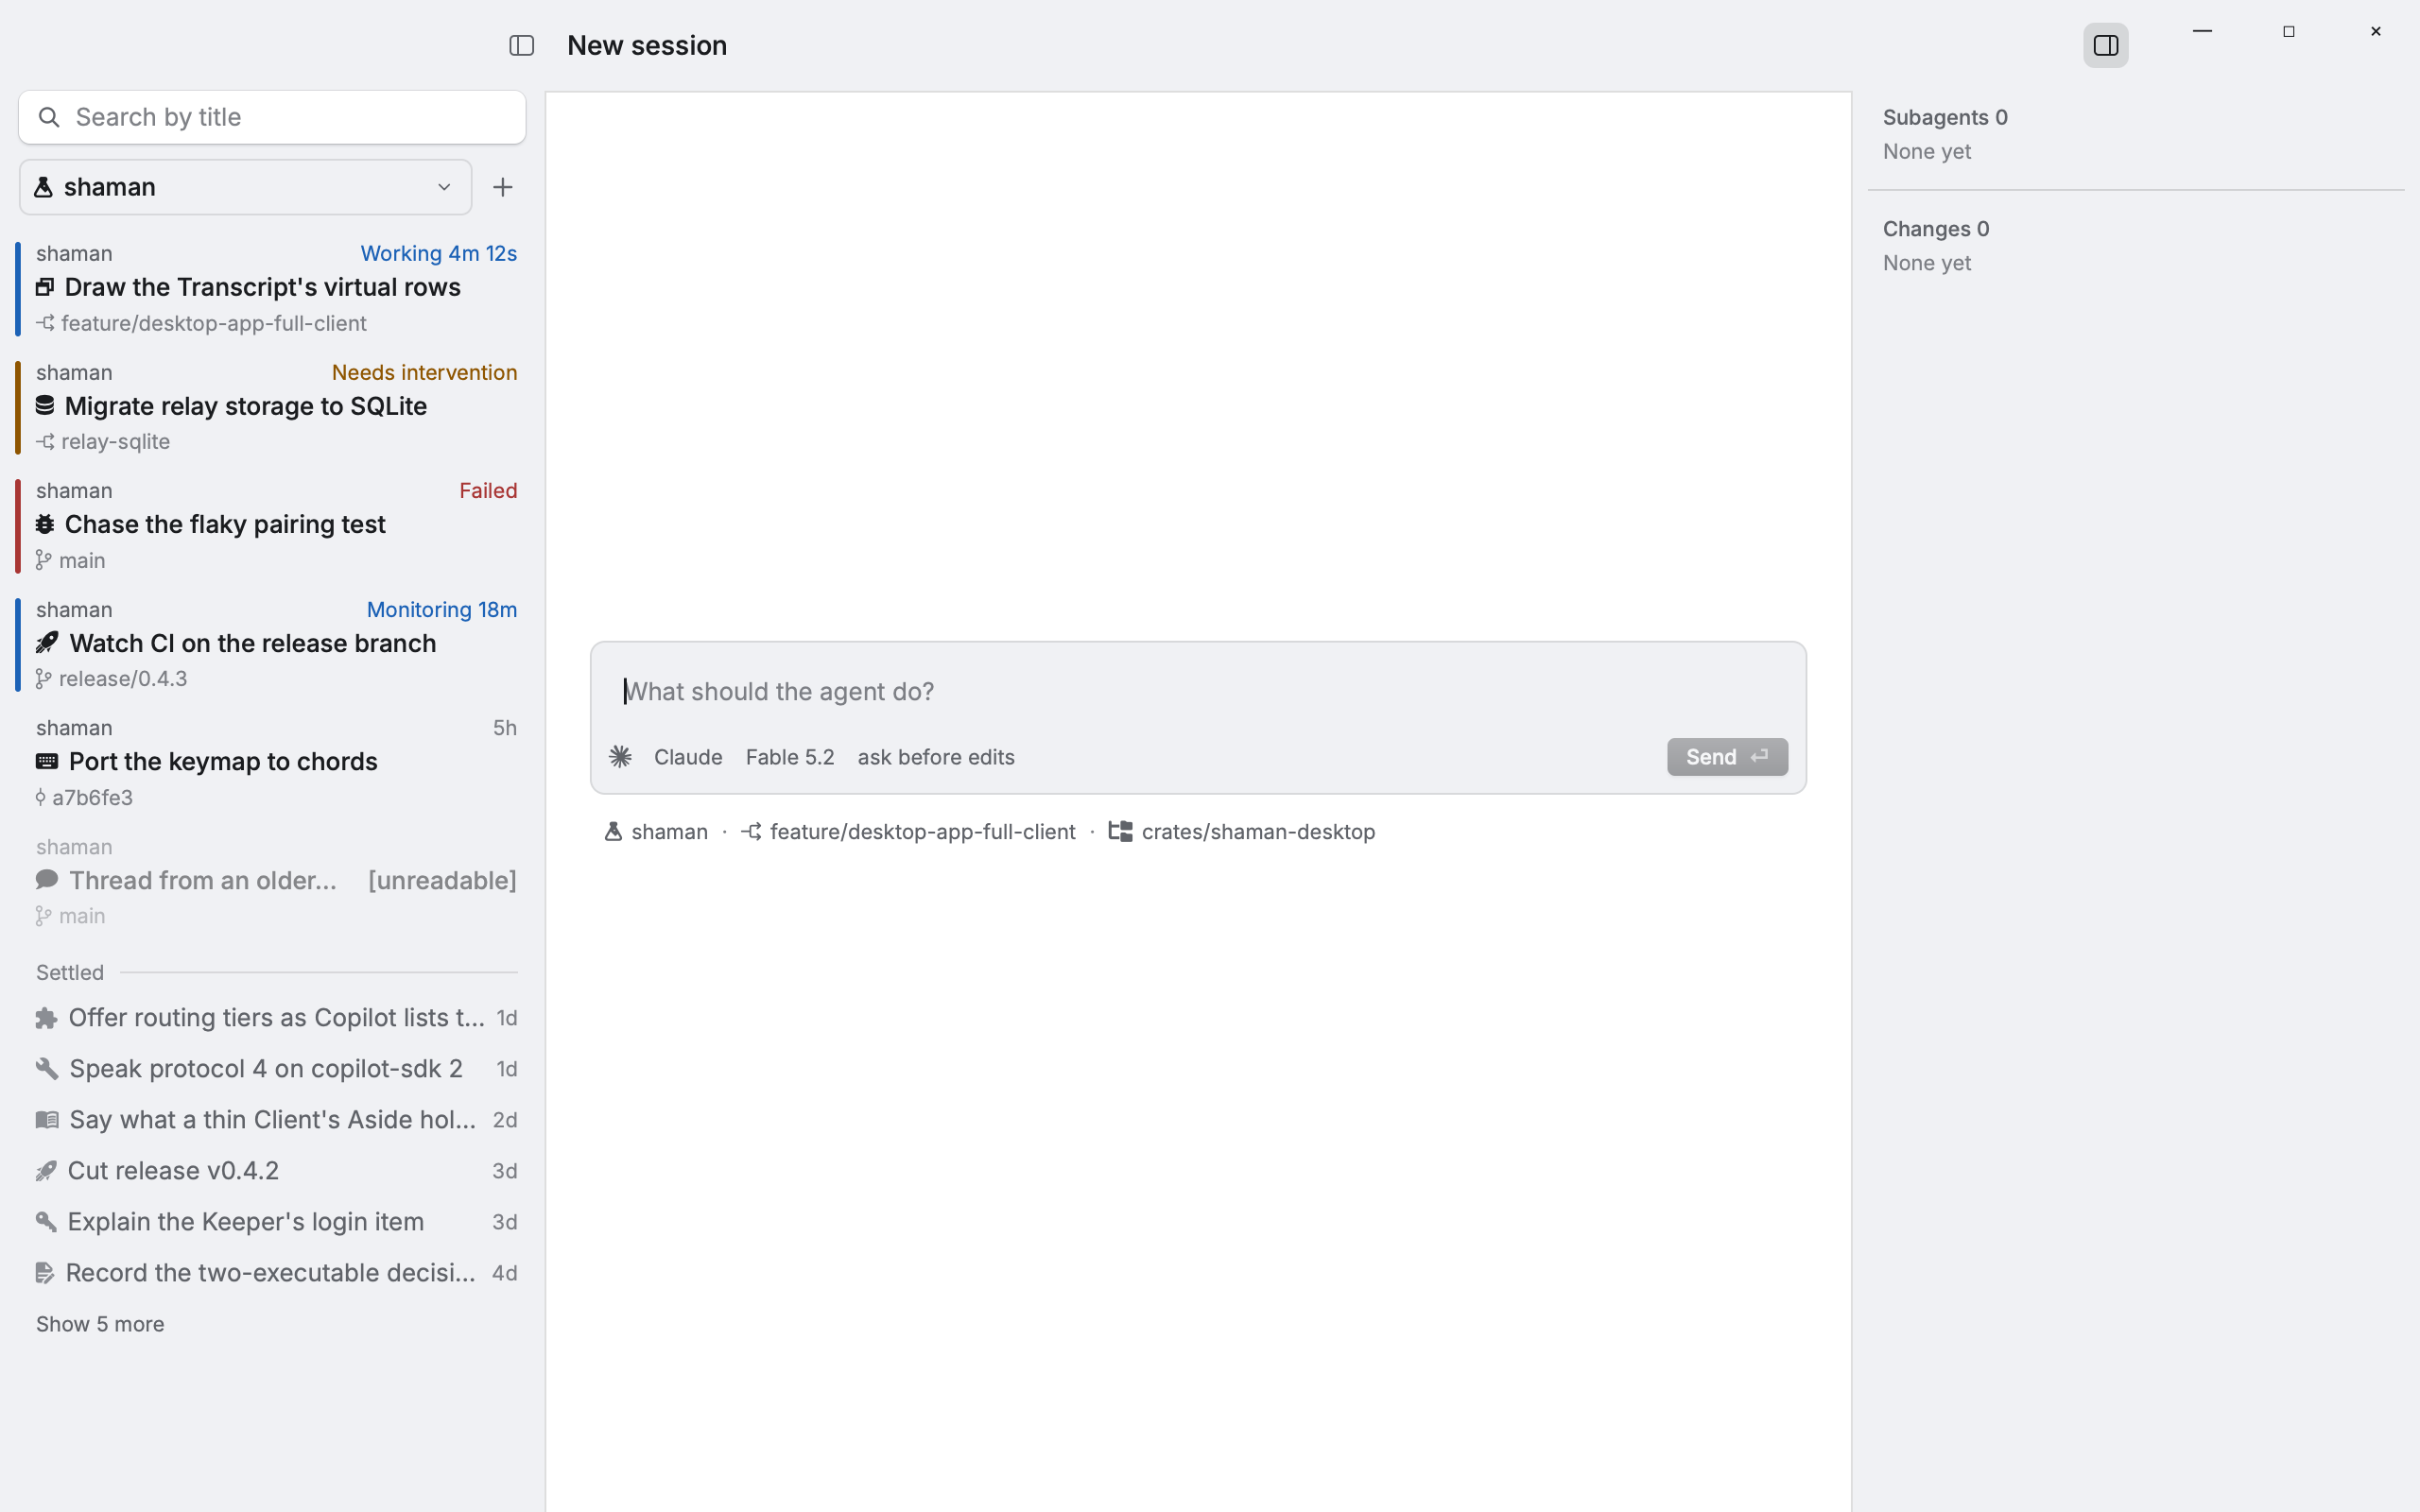 New session
Search by title
shaman
shaman Working 4m 12s
Draw the Transcript's virtual rows
feature/desktop-app-full-client
shaman Needs intervention
Migrate relay storage to SQLite
relay-sqlite
shaman Failed
Chase the flaky pairing test
main
shaman Monitoring 18m
Watch CI on the release branch
release/0.4.3
shaman 5h
Port the keymap to chords
a7b6fe3
shaman
Thread from an older... [unreadable]
main
Settled
Offer routing tiers as Copilot lists t... 1d
Speak protocol 4 on copilot-sdk 2 1d
Say what a thin Client's Aside hol... 2d
Cut release v0.4.2 3d
Explain the Keeper's login item 3d
Record the two-executable decisi... 4d
Show 5 more
What should the agent do?
Claude Fable 5.2 ask before edits Send
shaman · feature/desktop-app-full-client · crates/shaman-desktop
Subagents 0
None yet
Changes 0
None yet